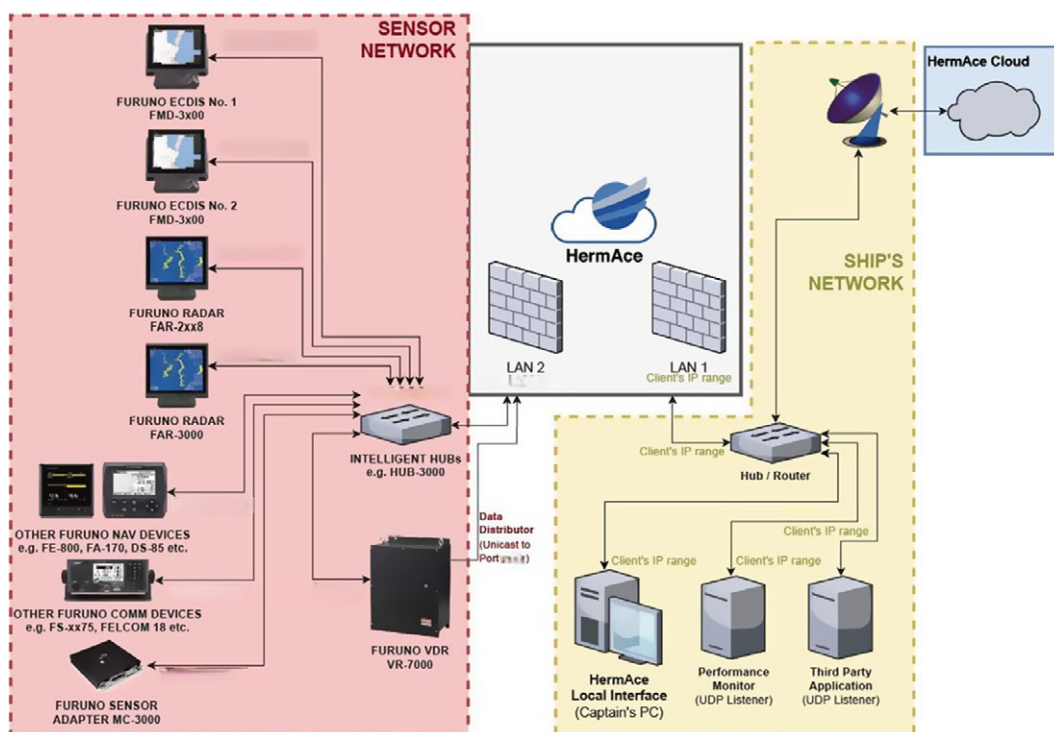 SENSOR
NETWORK
FURUNO ECDIS No. 1
FMD-3x00
FURUNO ECDIS No. 2
FMD-3x00
FURUNO RADAR
FAR-2xx8
FURUNO RADAR
FAR-3000
INTELLIGENT HUBs
e.g. HUB-3000
OTHER FURUNO NAV DEVICES
e.g. FE-800, FA-170, DS-85 etc.
OTHER FURUNO COMM DEVICES
e.g. FS-xx75, FELCOM 18 etc.
FURUNO SENSOR
ADAPTER MC-3000
FURUNO VDR
VR-7000
Data
Distributor
(Unicast to
Port
HermAce
LAN 2
LAN 1
Client's IP range
SHIP'S
NETWORK
HermAce Cloud
Client's IP range
Hub / Router
Client's IP range
Client's IP range
Client's IP range
HermAce
Local Interface
(Captain's PC)
Performance
Monitor
(UDP Listener)
Third Party
Application
(UDP Listener)